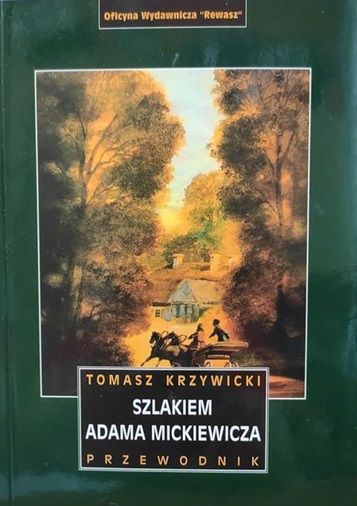 Oficyna Wydawnicza "Rewasz"
TOMASZ KRZYWICKI
SZLAKIEM
ADAMA MICKIEWICZA
PRZEWODNIK